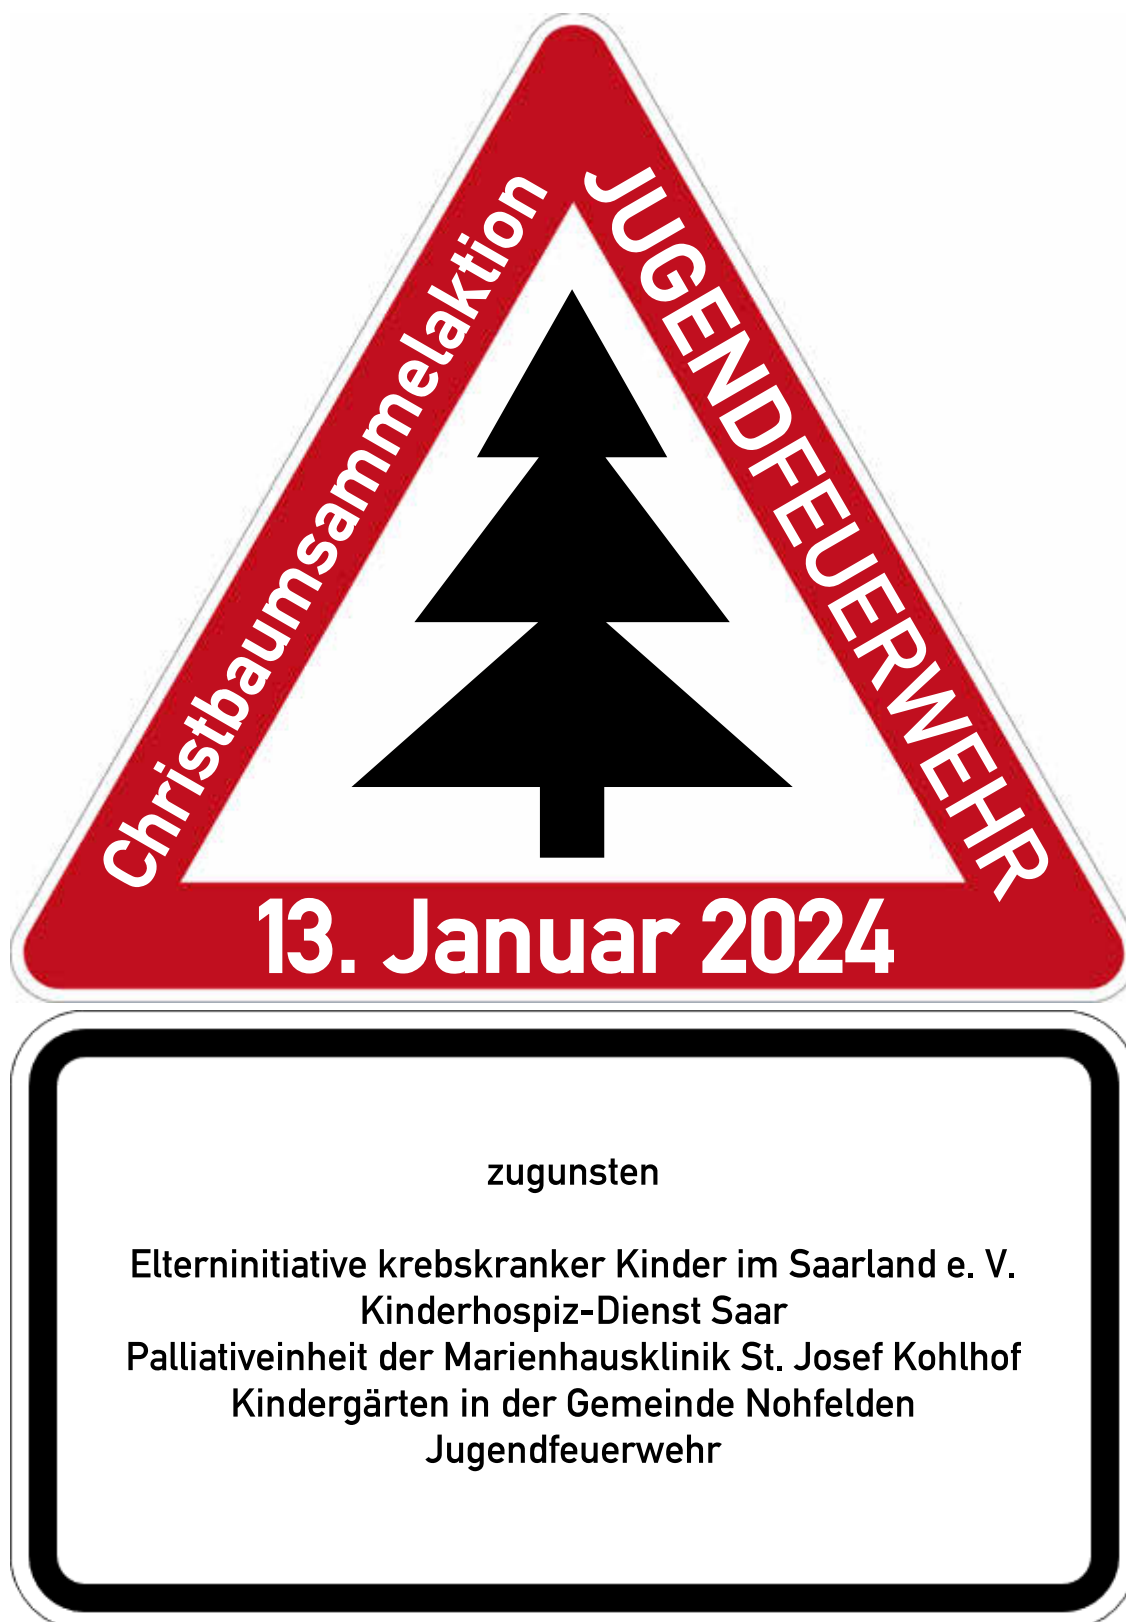 Christbaumsammelaktion
JUGENDFEUERWEHR
13. Januar 2024
zugunsten
Elterninitiative krebskranker Kinder im Saarland e. V.
Kinderhospiz-Dienst Saar
Palliativeinheit der Marienhausklinik St. Josef Kohlhof
Kindergärten in der Gemeinde Nohfelden
Jugendfeuerwehr